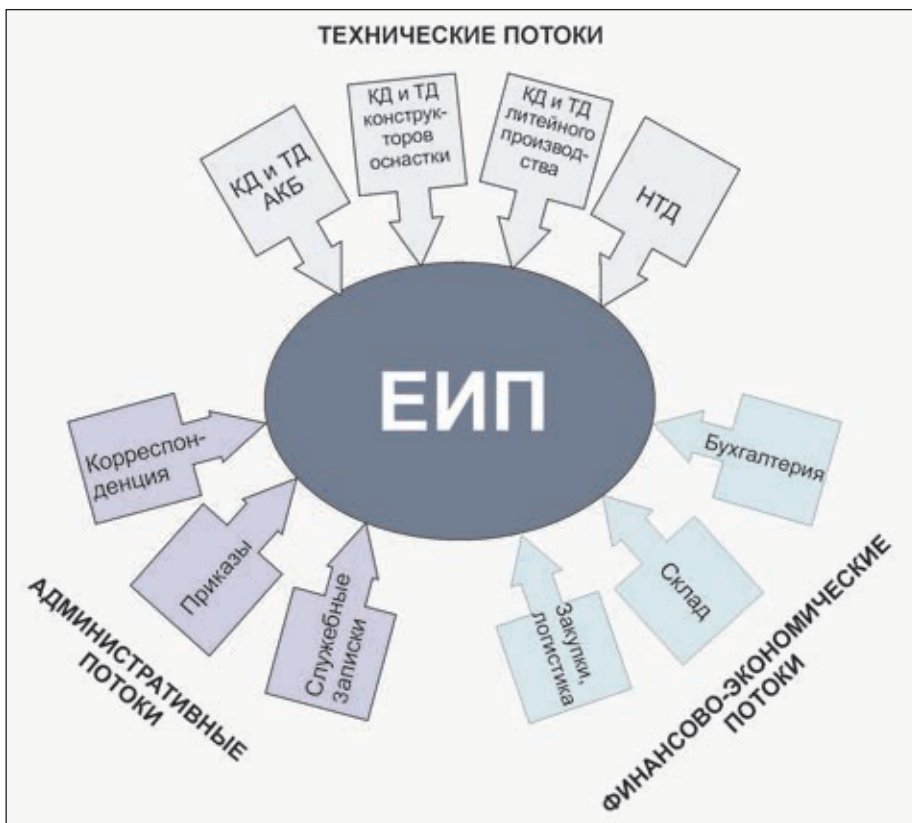 ТЕХНИЧЕСКИЕ ПОТОКИ
КД и ТД
АКБ
КД и ТД
конструк-
торов
оснастки
КД и ТД
литейного
производ-
ства
НТД
ЕИП
Корреспон-
денция
Приказы
Служебные
записки
АДМИНИСТРАТИВНЫЕ
ПОТОКИ
Закупки,
логистика
Склад
Бухгалтерия
ФИНАНСОВО-ЭКОНОМИЧЕСКИЕ
ПОТОКИ